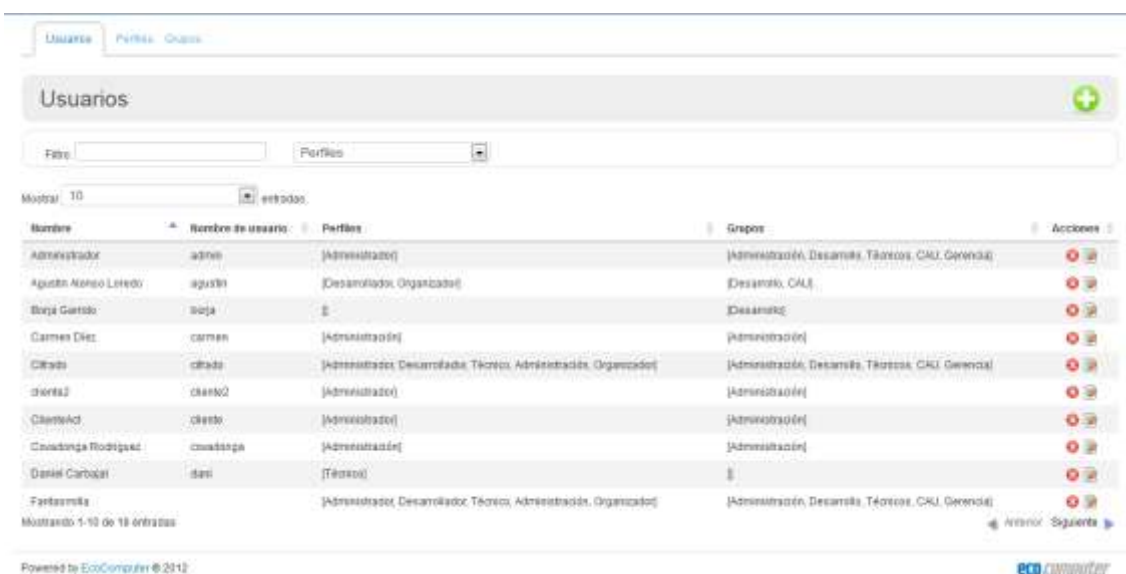 Usuarios Perfiles Grupos
Usuarios
Filtro: Perfiles
Mostrar 10 entradas
Nombre Nombre de usuario Perfiles Grupos Acciones
Administrador admin [Administrador] [Administración, Desarrollo, Técnicos, CAU, Gerencia]
Agustín Alonso Loredo agustin [Desarrollador, Organizador] [Desarrollo, CAU]
Borja Garrido borja [] [Desarrollo]
Carmen Díez carmen [Administración] [Administración]
Cifrado cifrado [Administrador, Desarrollador, Técnico, Administración, Organizador] [Administración, Desarrollo, Técnicos, CAU, Gerencia]
cliente2 cliente2 [Administrador] [Administración]
ClienteAct cliente [Administrador] [Administración]
Covadonga Rodríguez covadonga [Administración] [Administración]
Daniel Carbajal dani [Técnico] []
Fantasmilla [Administrador, Desarrollador, Técnico, Administración, Organizador] [Administración, Desarrollo, Técnicos, CAU, Gerencia]
Mostrando 1-10 de 18 entradas Anterior Siguiente
Powered by EcoComputer © 2012 ecocomputer